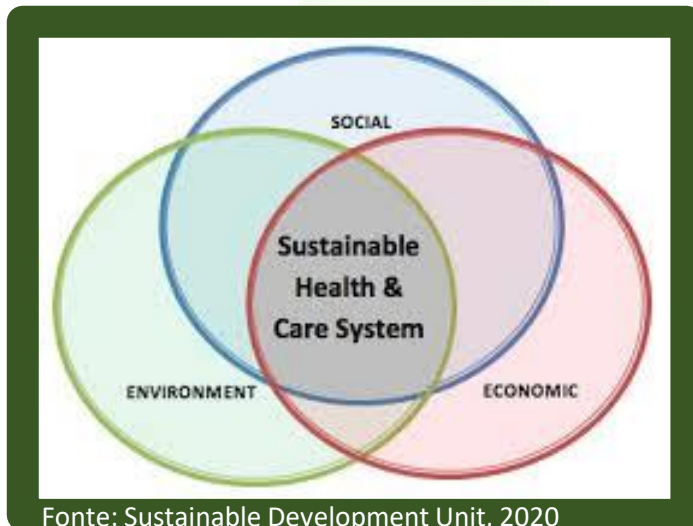 SOCIAL
Sustainable
Health &
Care System
ENVIRONMENT
ECONOMIC
Fonte: Sustainable Development Unit, 2020